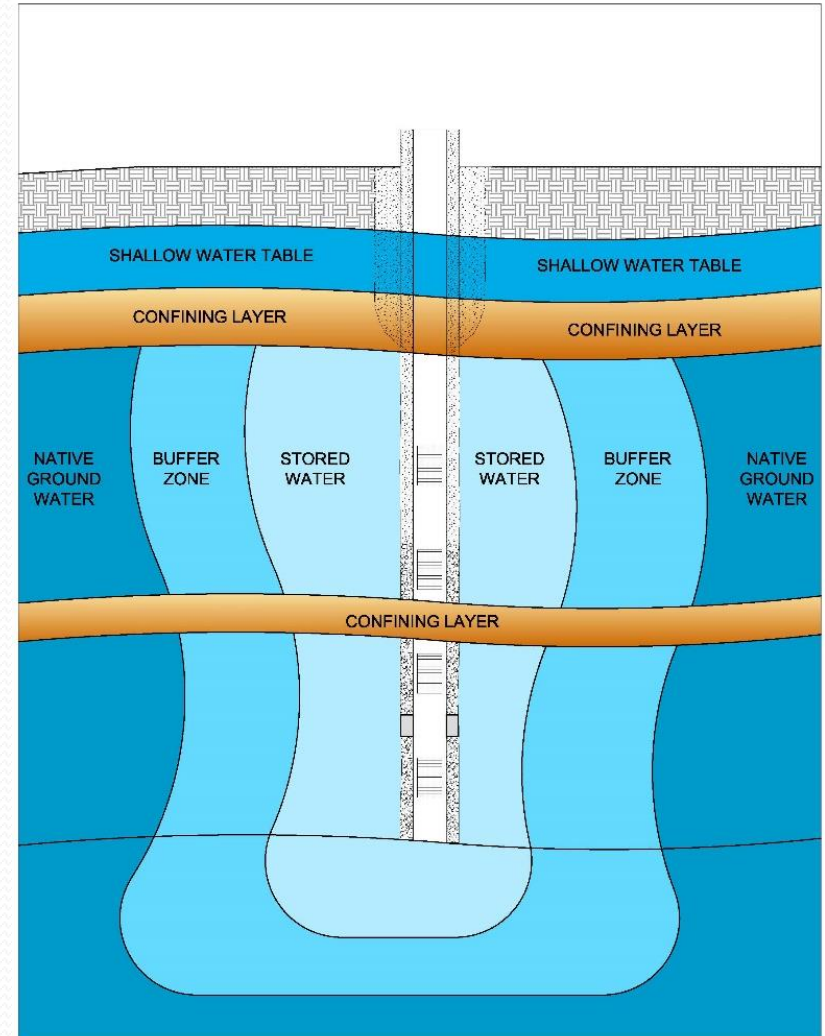 SHALLOW WATER TABLE
SHALLOW WATER TABLE
CONFINING LAYER
CONFINING LAYER
NATIVE
GROUND
WATER
BUFFER
ZONE
STORED
WATER
STORED
WATER
BUFFER
ZONE
NATIVE
GROUND
WATER
CONFINING LAYER